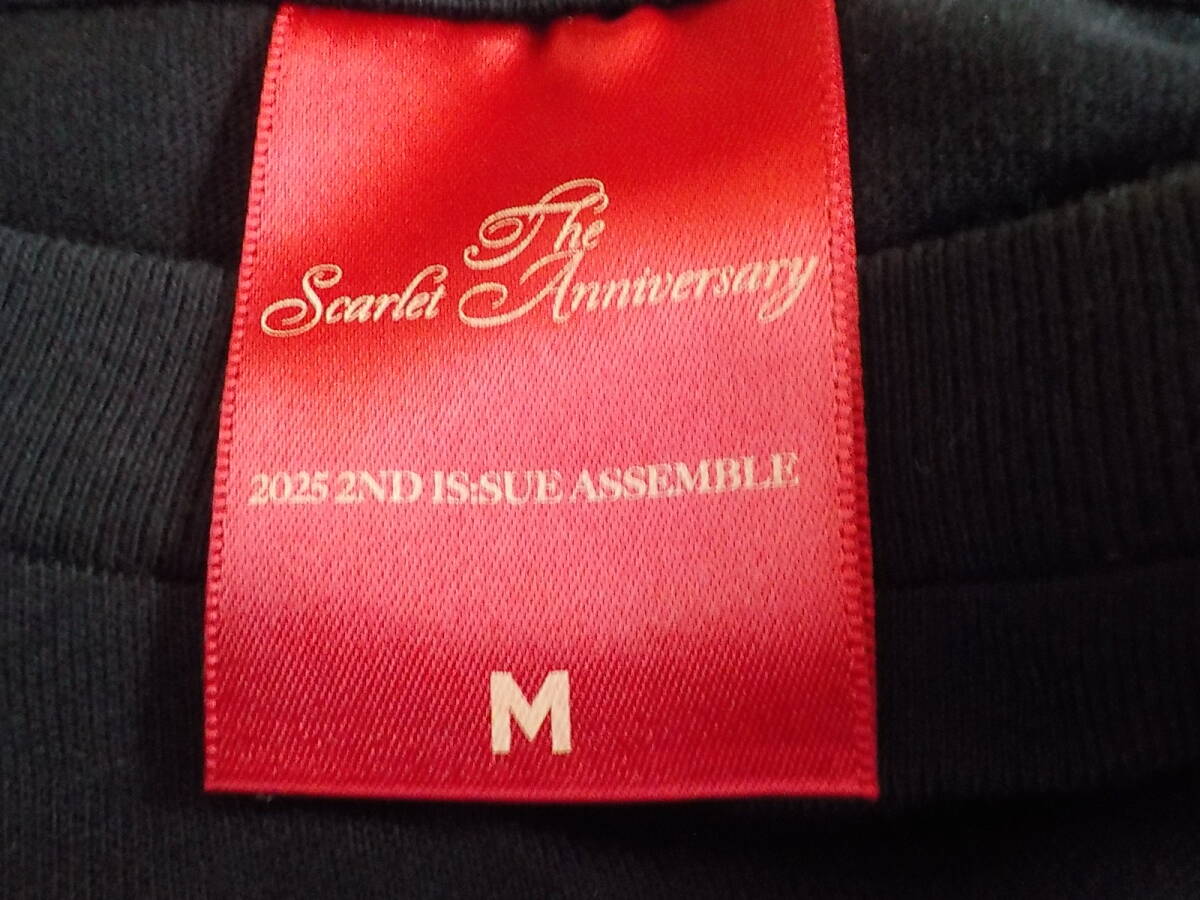 The
Scarlet Anniversary
2025 2ND IS:SUE ASSEMBLE
M